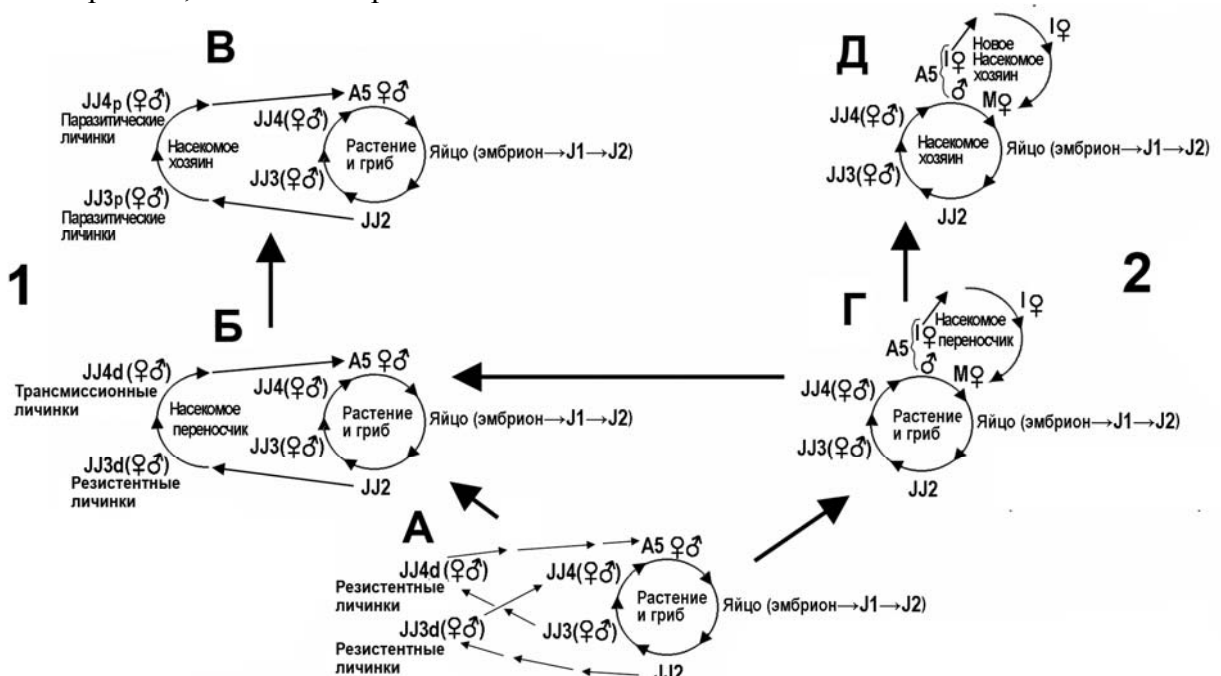 В
JJ4p (♀♂)
Паразитические
личинки
Насекомое
хозяин
JJ3p (♀♂)
Паразитические
личинки
A5 ♀♂
JJ4(♀♂)
Растение
и гриб
JJ3(♀♂)
JJ2
Яйцо (эмбрион→J1→J2)
Д
Новое
Насекомое
хозяин
I♀
A5 { I♀
♂
M♀
JJ4(♀♂)
Насекомое
хозяин
JJ3(♀♂)
JJ2
Яйцо (эмбрион→J1→J2)
1
2
Б
JJ4d (♀♂)
Трансмиссионные
личинки
Насекомое
переносчик
JJ3d(♀♂)
Резистентные
личинки
A5 ♀♂
JJ4(♀♂)
Растение
и гриб
JJ3(♀♂)
JJ2
Яйцо (эмбрион→J1→J2)
Г
Насекомое
переносчик
I♀
A5 { I♀
♂
M♀
JJ4(♀♂)
Растение
и гриб
JJ3(♀♂)
JJ2
Яйцо (эмбрион→J1→J2)
А
JJ4d (♀♂)
Резистентные
личинки
JJ3d(♀♂)
Резистентные
личинки
A5 ♀♂
JJ4(♀♂)
Растение
и гриб
JJ3(♀♂)
JJ2
Яйцо (эмбрион→J1→J2)